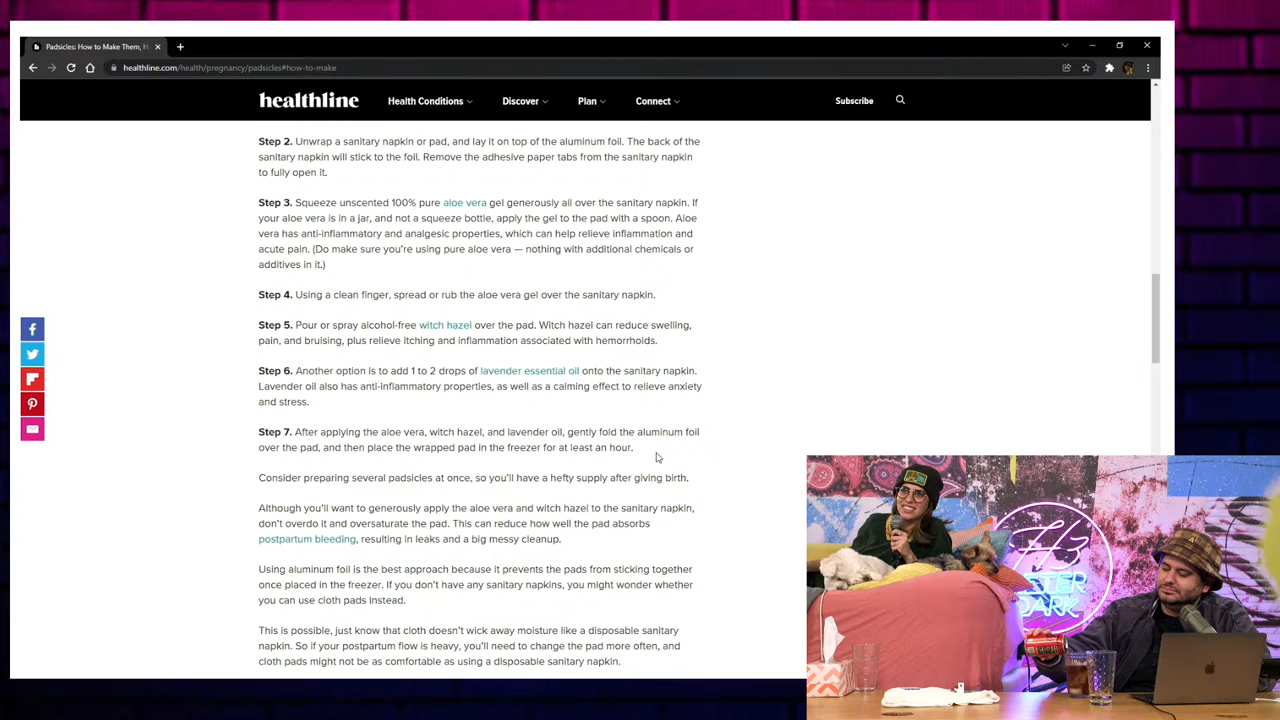 Padsicles: How to Make Them, H
healthline.com/health/pregnancy/padsicles#how-to-make
healthline
Health Conditions
Discover
Plan
Connect
Subscribe
Step 2. Unwrap a sanitary napkin or pad, and lay it on top of the aluminum foil. The back of the
sanitary napkin will stick to the foil. Remove the adhesive paper tabs from the sanitary napkin
to fully open it.
Step 3. Squeeze unscented 100% pure aloe vera gel generously all over the sanitary napkin. If
your aloe vera is in a jar, and not a squeeze bottle, apply the gel to the pad with a spoon. Aloe
vera has anti-inflammatory and analgesic properties, which can help relieve inflammation and
acute pain. (Do make sure you're using pure aloe vera — nothing with additional chemicals or
additives in it.)
Step 4. Using a clean finger, spread or rub the aloe vera gel over the sanitary napkin.
Step 5. Pour or spray alcohol-free witch hazel over the pad. Witch hazel can reduce swelling,
pain, and bruising, plus relieve itching and inflammation associated with hemorrhoids.
Step 6. Another option is to add 1 to 2 drops of lavender essential oil onto the sanitary napkin.
Lavender oil also has anti-inflammatory properties, as well as a calming effect to relieve anxiety
and stress.
Step 7. After applying the aloe vera, witch hazel, and lavender oil, gently fold the aluminum foil
over the pad, and then place the wrapped pad in the freezer for at least an hour.
Consider preparing several padsicles at once, so you'll have a hefty supply after giving birth.
Although you'll want to generously apply the aloe vera and witch hazel to the sanitary napkin,
don't overdo it and oversaturate the pad. This can reduce how well the pad absorbs
postpartum bleeding, resulting in leaks and a big messy cleanup.
Using aluminum foil is the best approach because it prevents the pads from sticking together
once placed in the freezer. If you don't have any sanitary napkins, you might wonder whether
you can use cloth pads instead.
This is possible, just know that cloth doesn't wick away moisture like a disposable sanitary
napkin. So if your postpartum flow is heavy, you'll need to change the pad more often, and
cloth pads might not be as comfortable as using a disposable sanitary napkin.
H3
AFTER
DARK